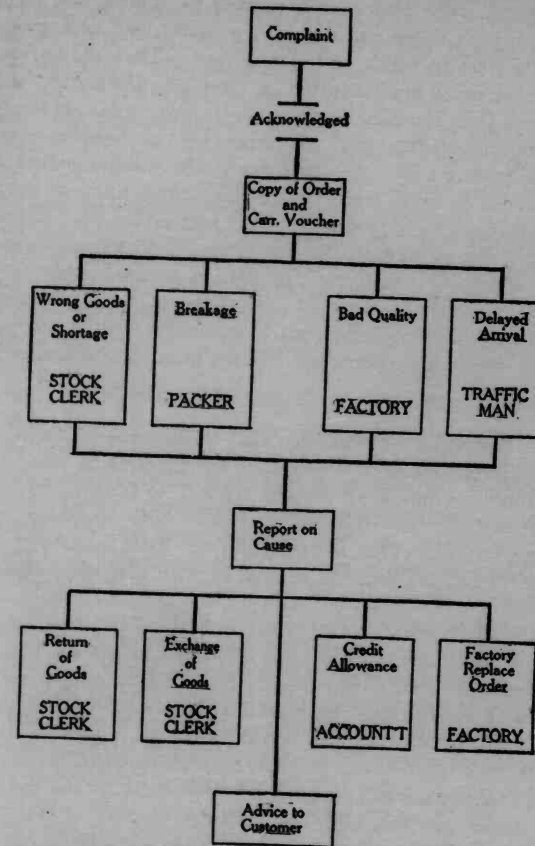 Complaint
Acknowledged
Copy of Order
and
Carr. Voucher
Wrong Goods
or
Shortage
STOCK
CLERK
Breakage
PACKER
Bad Quality
FACTORY
Delayed
Arrival
TRAFFIC
MAN
Report on
Cause
Return
of
Goods
STOCK
CLERK
Exchange
of
Goods
STOCK
CLERK
Credit
Allowance
ACCOUNT'T
Factory
Replace
Order
FACTORY
Advice to
Customer